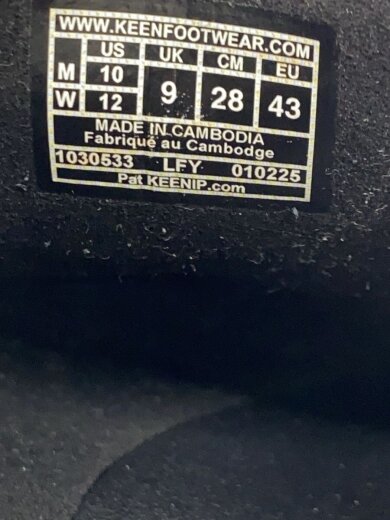 WWW.KEENFOOTWEAR.COM
US UK CM EU
M 10 9 28 43
W 12
MADE IN CAMBODIA
Fabriqué au Cambodge
1030533 LFY 010225
Pat KEENIP.com